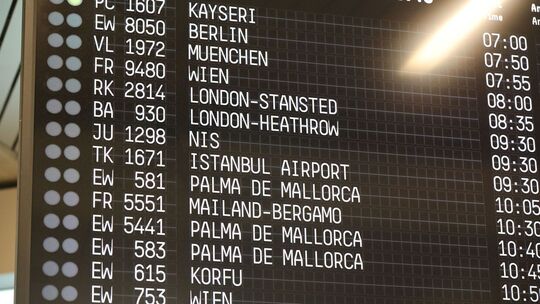 Time
PC 1607 KAYSERI 07:00
EW 8050 BERLIN 07:50
VL 1972 MUENCHEN 07:55
FR 9480 WIEN 08:00
RK 2814 LONDON-STANSTED 08:35
BA 930 LONDON-HEATHROW 09:30
JU 1298 NIS 09:30
TK 1671 ISTANBUL AIRPORT 09:30
EW 581 PALMA DE MALLORCA 10:05
FR 5551 MAILAND-BERGAMO 10:30
EW 5441 PALMA DE MALLORCA 10:40
EW 583 PALMA DE MALLORCA 10:45
EW 615 KORFU
EW 753 WIEN